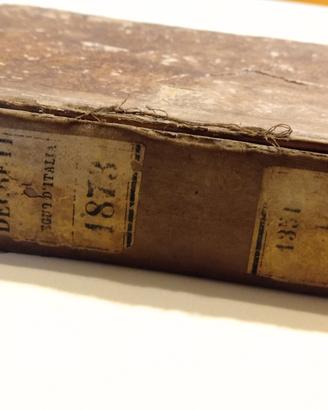 DECRETI
REGNO D'ITALIA
1873
1351